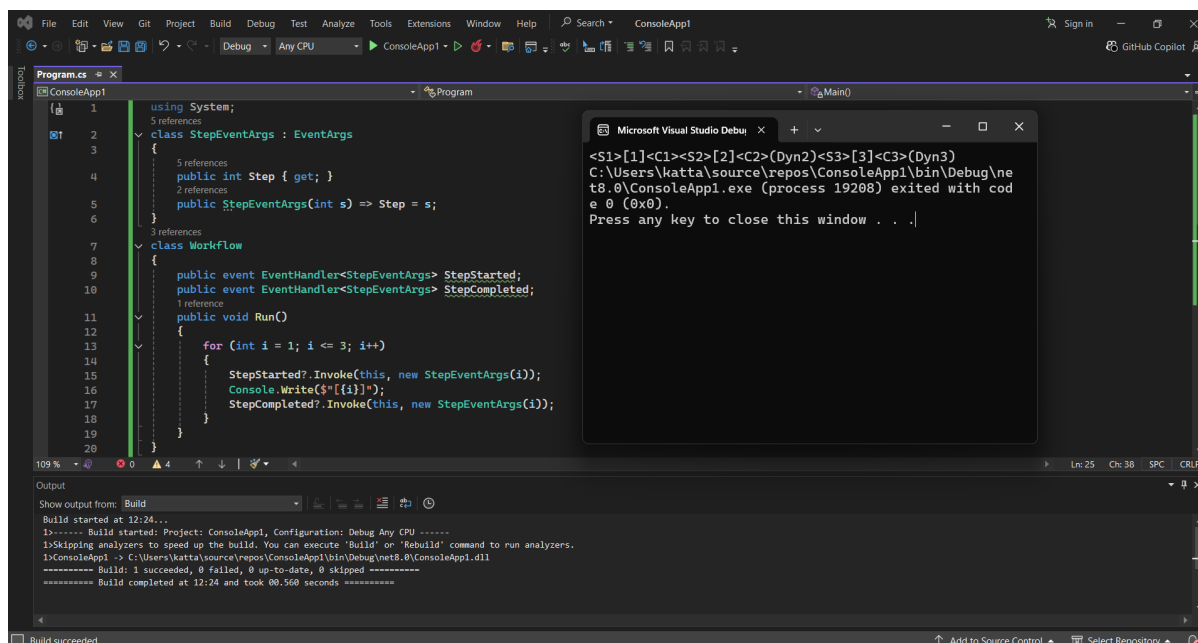 File Edit View Git Project Build Debug Test Analyze Tools Extensions Window Help Search ConsoleApp1 Sign in
Debug Any CPU ConsoleApp1 GitHub Copilot
Toolbox
Program.cs
ConsoleApp1 Program Main()
1 using System;
5 references
2 class StepEventArgs : EventArgs
3 {
5 references
4 public int Step { get; }
2 references
5 public StepEventArgs(int s) => Step = s;
6 }
3 references
7 class Workflow
8 {
9 public event EventHandler<StepEventArgs> StepStarted;
10 public event EventHandler<StepEventArgs> StepCompleted;
1 reference
11 public void Run()
12 {
13 for (int i = 1; i <= 3; i++)
14 {
15 StepStarted?.Invoke(this, new StepEventArgs(i));
16 Console.Write($"[{i}]");
17 StepCompleted?.Invoke(this, new StepEventArgs(i));
18 }
19 }
20 }
Microsoft Visual Studio Debu
<S1>[1]<C1><S2>[2]<C2>(Dyn2)<S3>[3]<C3>(Dyn3)
C:\Users\katta\source\repos\ConsoleApp1\bin\Debug\ne
t8.0\ConsoleApp1.exe (process 19208) exited with cod
e 0 (0x0).
Press any key to close this window . . .
109 % 0 4 Ln: 25 Ch: 38 SPC CRLF
Output
Show output from: Build
Build started at 12:24...
1>------ Build started: Project: ConsoleApp1, Configuration: Debug Any CPU ------
1>Skipping analyzers to speed up the build. You can execute 'Build' or 'Rebuild' command to run analyzers.
1>ConsoleApp1 -> C:\Users\katta\source\repos\ConsoleApp1\bin\Debug\net8.0\ConsoleApp1.dll
========== Build: 1 succeeded, 0 failed, 0 up-to-date, 0 skipped ==========
========== Build completed at 12:24 and took 00.560 seconds ==========
Build succeeded Add to Source Control Select Repository